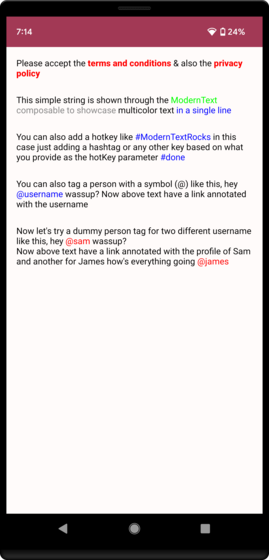 7:14 24%
Please accept the terms and conditions & also the privacy
policy
This simple string is shown through the ModernText
composable to showcase multicolor text in a single line
You can also add a hotkey like #ModernTextRocks in this
case just adding a hashtag or any other key based on what
you provide as the hotKey parameter #done
You can also tag a person with a symbol (@) like this, hey
@username wassup? Now above text have a link annotated
with the username
Now let's try a dummy person tag for two different username
like this, hey @sam wassup?
Now above text have a link annotated with the profile of Sam
and another for James how's everything going @james